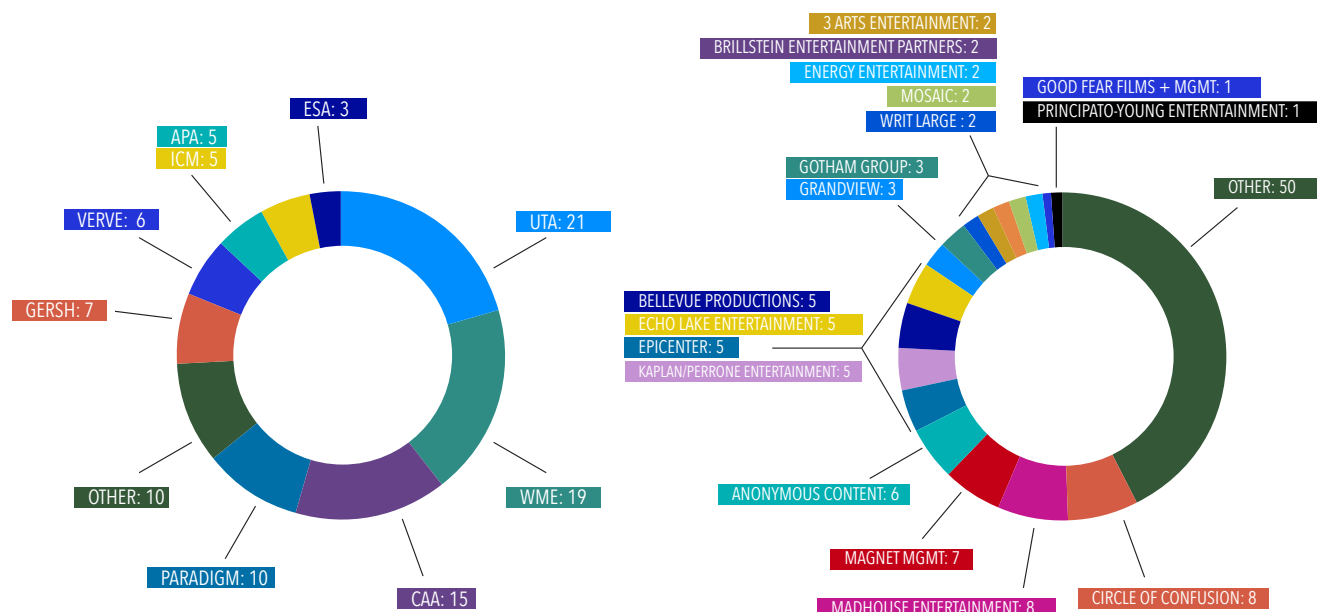 ESA: 3
APA: 5
ICM: 5
VERVE: 6
GERSH: 7
OTHER: 10
PARADIGM: 10
CAA: 15
WME: 19
UTA: 21
3 ARTS ENTERTAINMENT: 2
BRILLSTEIN ENTERTAINMENT PARTNERS: 2
ENERGY ENTERTAINMENT: 2
MOSAIC: 2
WRIT LARGE : 2
GOOD FEAR FILMS + MGMT: 1
PRINCIPATO-YOUNG ENTERNTAINMENT: 1
GOTHAM GROUP: 3
GRANDVIEW: 3
OTHER: 50
BELLEVUE PRODUCTIONS: 5
ECHO LAKE ENTERTAINMENT: 5
EPICENTER: 5
KAPLAN/PERRONE ENTERTAINMENT: 5
ANONYMOUS CONTENT: 6
MAGNET MGMT: 7
MADHOUSE ENTERTAINMENT: 8
CIRCLE OF CONFUSION: 8